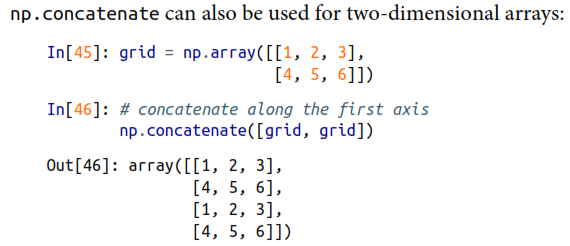 np.concatenate can also be used for two-dimensional arrays:
In[45]: grid = np.array([[1, 2, 3],
                         [4, 5, 6]])
In[46]: # concatenate along the first axis
        np.concatenate([grid, grid])
Out[46]: array([[1, 2, 3],
                [4, 5, 6],
                [1, 2, 3],
                [4, 5, 6]])